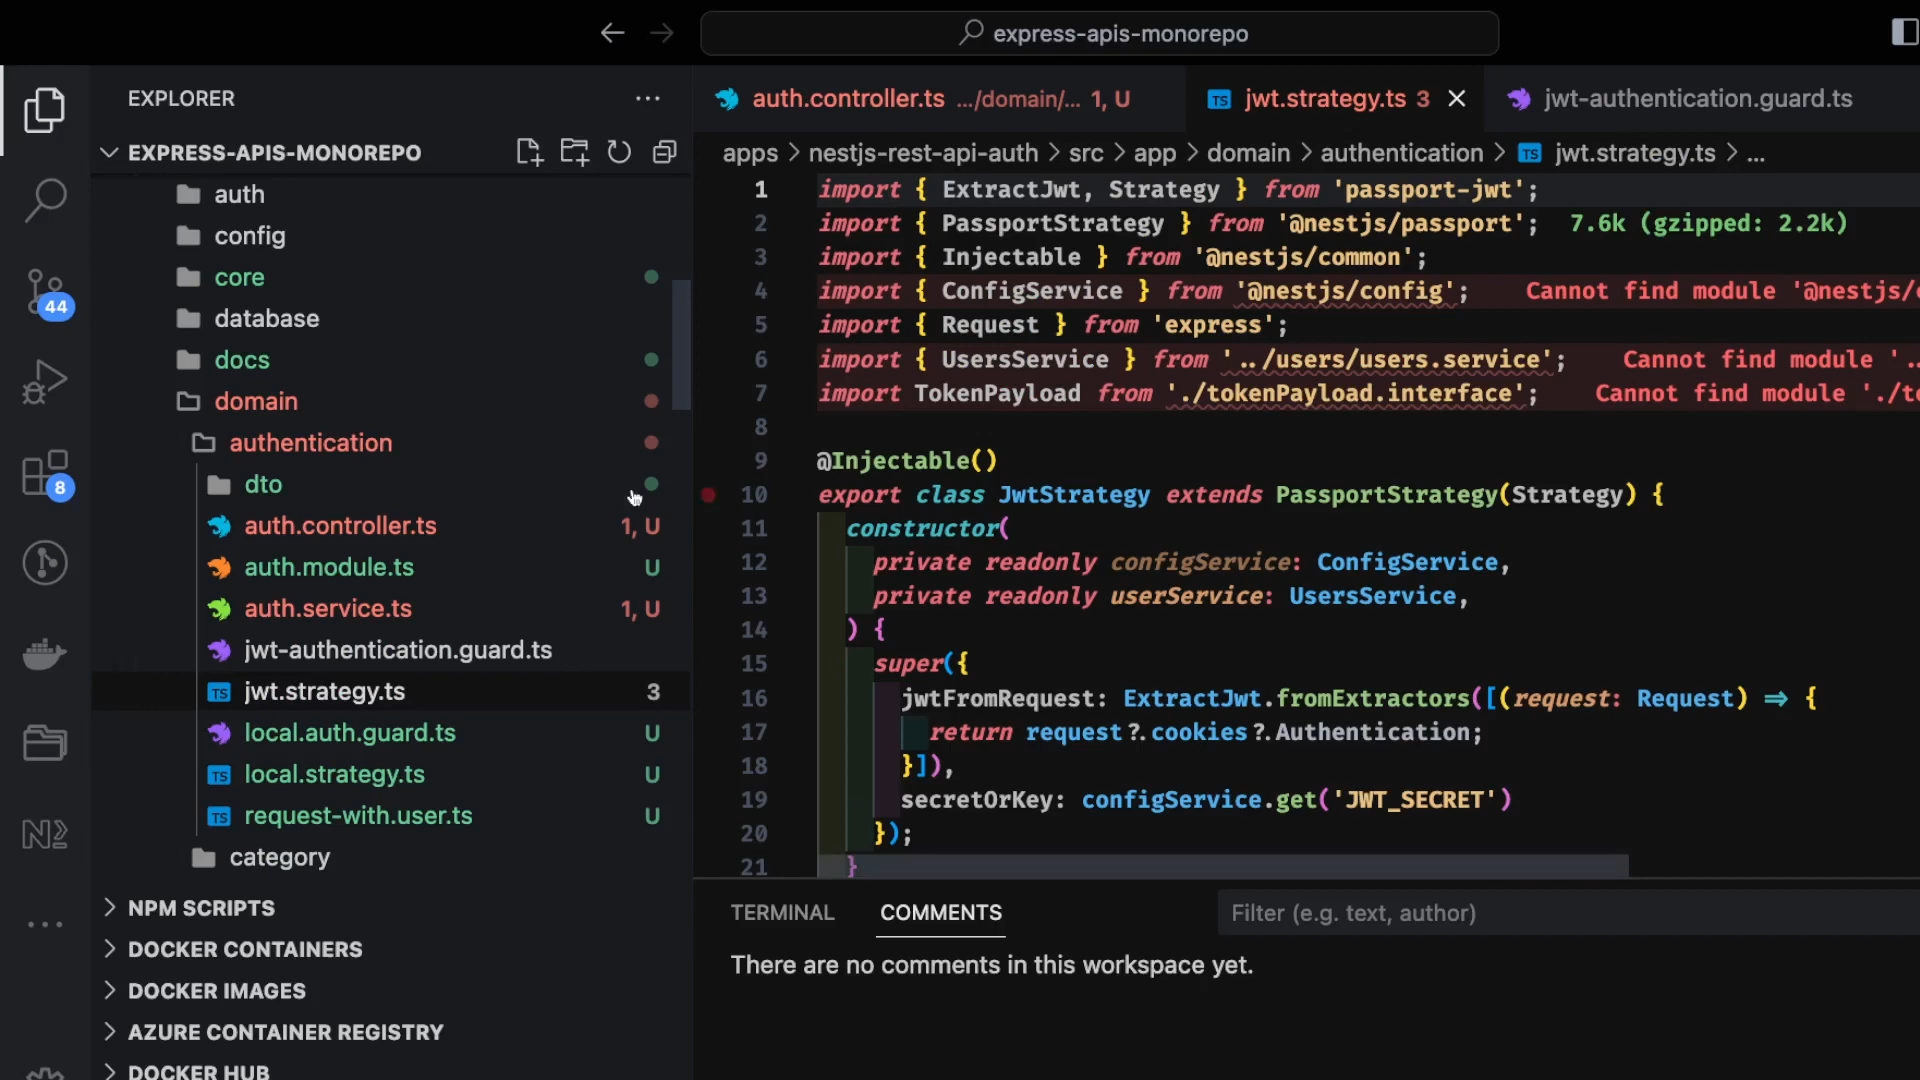 express-apis-monorepo
EXPLORER
EXPRESS-APIS-MONOREPO
auth
config
core
database
docs
domain
authentication
dto
auth.controller.ts 1, U
auth.module.ts U
auth.service.ts 1, U
jwt-authentication.guard.ts
jwt.strategy.ts 3
local.auth.guard.ts U
local.strategy.ts U
request-with.user.ts U
category
NPM SCRIPTS
DOCKER CONTAINERS
DOCKER IMAGES
AZURE CONTAINER REGISTRY
DOCKER HUB
44
8
auth.controller.ts .../domain/... 1, U
jwt.strategy.ts 3
jwt-authentication.guard.ts
apps > nestjs-rest-api-auth > src > app > domain > authentication > TS jwt.strategy.ts > ...
1 import { ExtractJwt, Strategy } from 'passport-jwt';
2 import { PassportStrategy } from '@nestjs/passport'; 7.6k (gzipped: 2.2k)
3 import { Injectable } from '@nestjs/common';
4 import { ConfigService } from '@nestjs/config'; Cannot find module '@nestjs/
5 import { Request } from 'express';
6 import { UsersService } from '../users/users.service'; Cannot find module '..
7 import TokenPayload from './tokenPayload.interface'; Cannot find module './to
8
9 @Injectable()
10 export class JwtStrategy extends PassportStrategy(Strategy) {
11 constructor(
12 private readonly configService: ConfigService,
13 private readonly userService: UsersService,
14 ) {
15 super({
16 jwtFromRequest: ExtractJwt.fromExtractors([(request: Request) => {
17 return request?.cookies?.Authentication;
18 }]),
19 secretOrKey: configService.get('JWT_SECRET')
20 });
21 }
TERMINAL COMMENTS Filter (e.g. text, author)
There are no comments in this workspace yet.